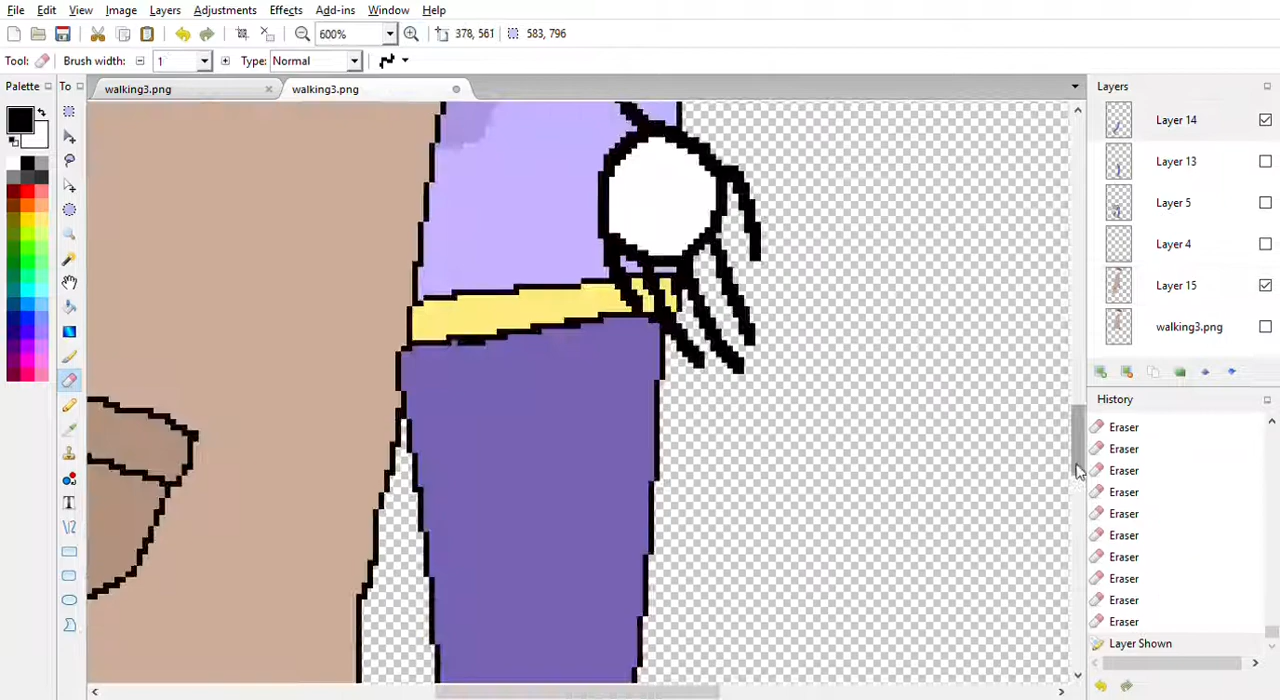 File Edit View Image Layers Adjustments Effects Add-ins Window Help
600% 378, 561 583, 796
Tool: Brush width: 1 Type: Normal
Palette To walking3.png walking3.png Layers
Layer 14
Layer 13
Layer 5
Layer 4
Layer 15
walking3.png
History
Eraser
Eraser
Eraser
Eraser
Eraser
Eraser
Eraser
Eraser
Eraser
Eraser
Layer Shown